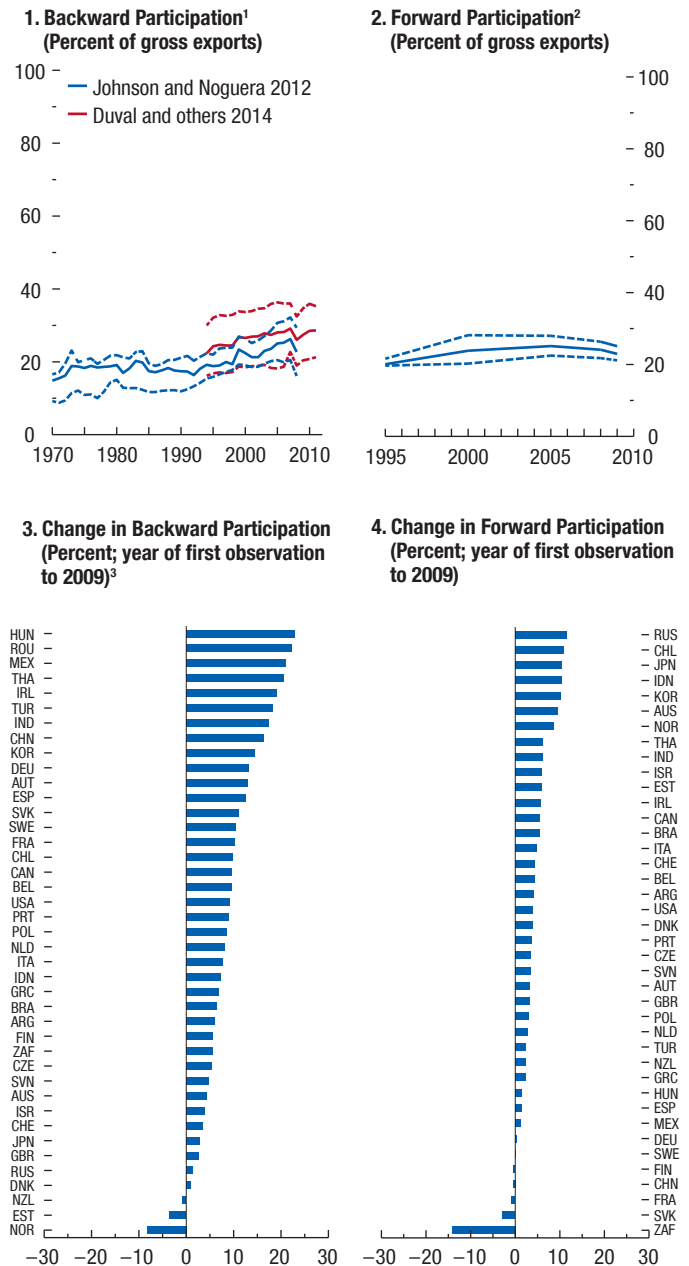 1. Backward Participation¹
(Percent of gross exports)
100
80
60
40
20
0
Johnson and Noguera 2012
Duval and others 2014
1970 1980 1990 2000 2010
2. Forward Participation²
(Percent of gross exports)
100
80
60
40
20
0
1995 2000 2005 2010
3. Change in Backward Participation
(Percent; year of first observation
to 2009)³
HUN
ROU
MEX
THA
IRL
TUR
IND
CHN
KOR
DEU
AUT
ESP
SVK
SWE
FRA
CHL
CAN
BEL
USA
PRT
POL
NLD
ITA
IDN
GRC
BRA
ARG
FIN
ZAF
CZE
SVN
AUS
ISR
CHE
JPN
GBR
RUS
DNK
NZL
EST
NOR
−30 −20 −10 0 10 20 30
4. Change in Forward Participation
(Percent; year of first observation
to 2009)
RUS
CHL
JPN
IDN
KOR
AUS
NOR
THA
IND
ISR
EST
IRL
CAN
BRA
ITA
CHE
BEL
ARG
USA
DNK
PRT
CZE
SVN
AUT
GBR
POL
NLD
TUR
NZL
GRC
HUN
ESP
MEX
DEU
SWE
FIN
CHN
FRA
SVK
ZAF
−30 −20 −10 0 10 20 30